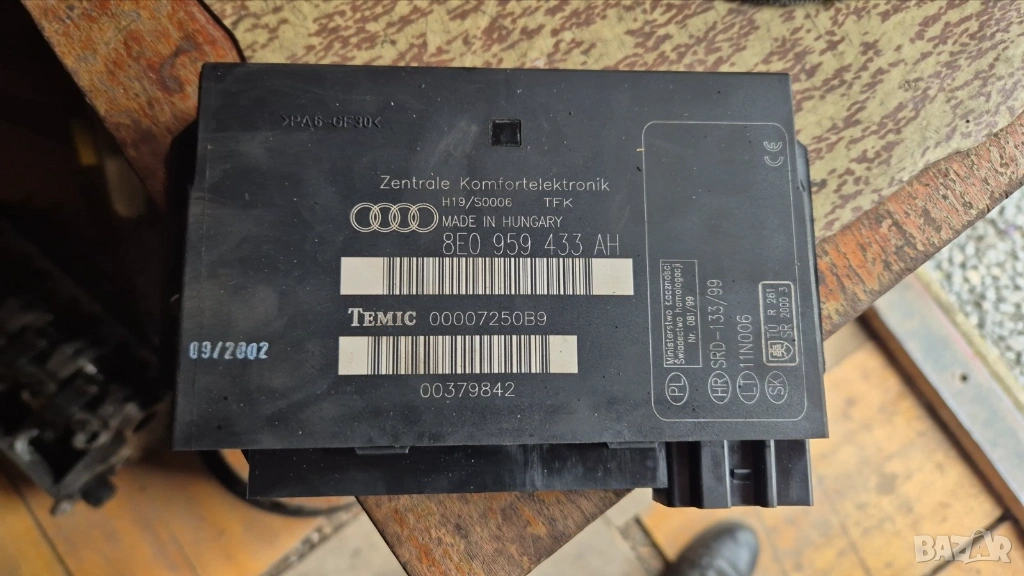 >PA6-GF30<
Zentrale Komfortelektronik
H19/S0006 TFK
MADE IN HUNGARY
8E0 959 433 AH
TEMIC 00007250B9
09/2002
00379842
CE
PL Ministerstwo Łączności
Świadectwo homologacji
Nr. 081/99
HR SRD-133/99
LT 11N006
SK TÚ R 261
SR 2000 3
BAZAR